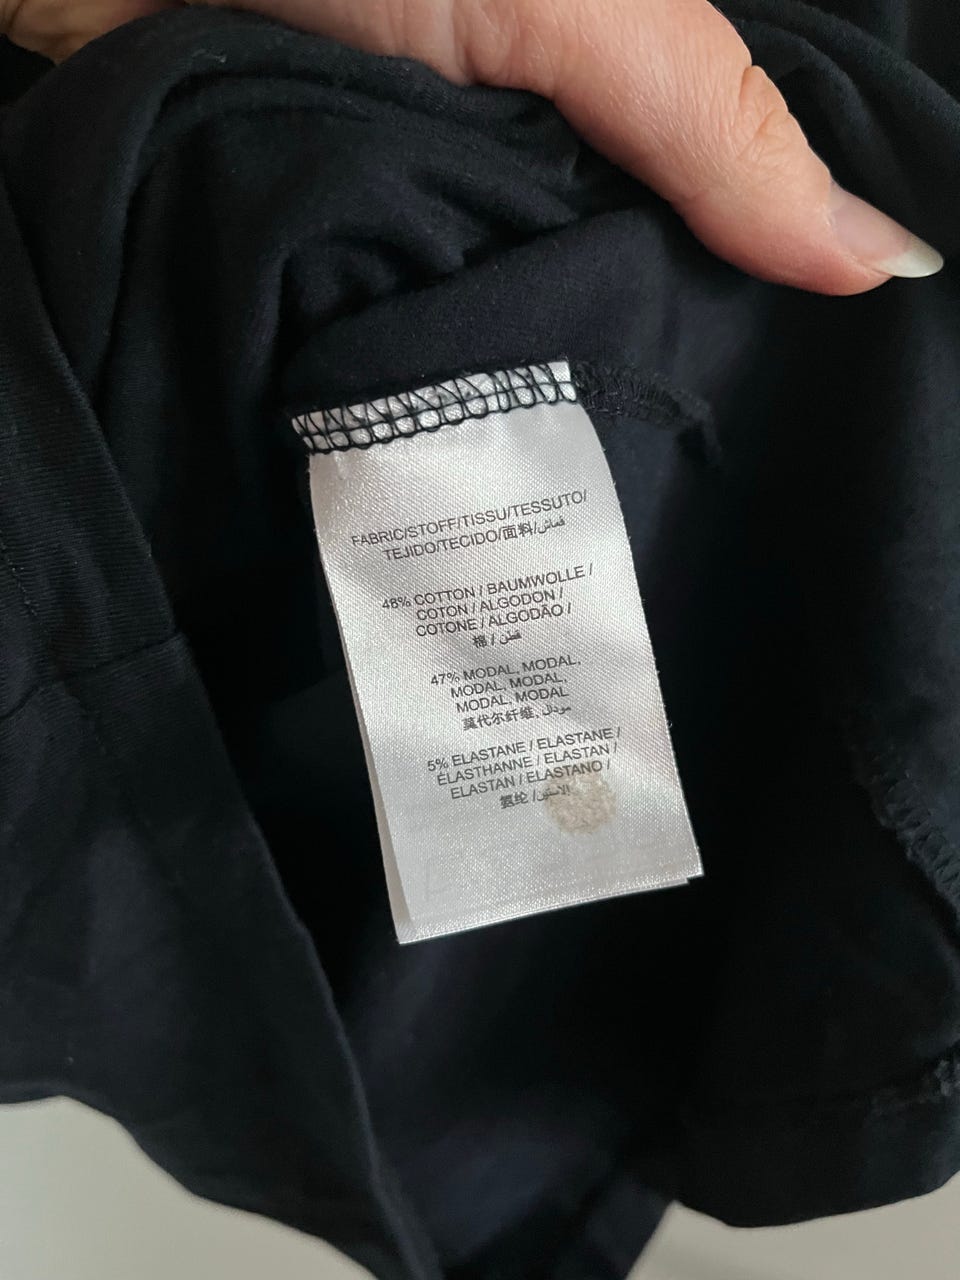 FABRIC/STOFF/TISSU/TESSUTO/
TEJIDO/TECIDO/面料/قماش
48% COTTON / BAUMWOLLE /
COTON / ALGODON /
COTONE / ALGODÃO /
棉 / قطن
47% MODAL, MODAL,
MODAL, MODAL,
MODAL, MODAL
莫代尔纤维, مودال
5% ELASTANE / ELASTANE /
ÉLASTHANNE / ELASTAN /
ELASTAN / ELASTANO /
氨纶 /